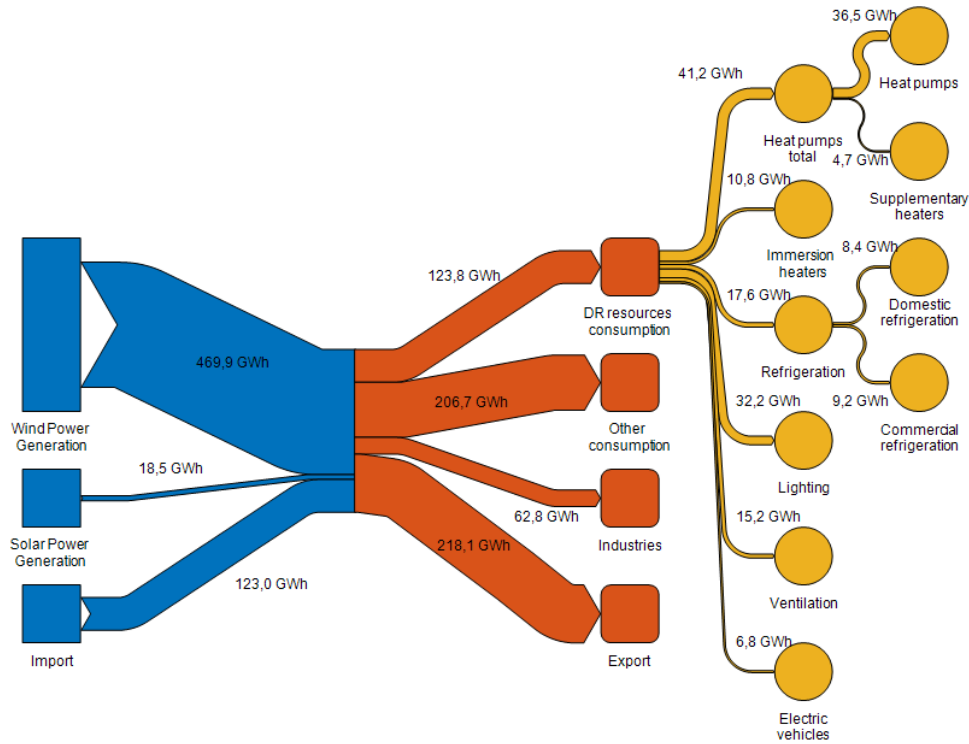 36,5 GWh
Heat pumps
41,2 GWh
Heat pumps
total
4,7 GWh
Supplementary
heaters
10,8 GWh
Immersion
heaters
8,4 GWh
Domestic
refrigeration
123,8 GWh
DR resources
consumption
17,6 GWh
Refrigeration
9,2 GWh
Commercial
refrigeration
469,9 GWh
Wind Power
Generation
206,7 GWh
Other
consumption
32,2 GWh
Lighting
18,5 GWh
Solar Power
Generation
62,8 GWh
Industries
15,2 GWh
Ventilation
218,1 GWh
123,0 GWh
Import
Export
6,8 GWh
Electric
vehicles